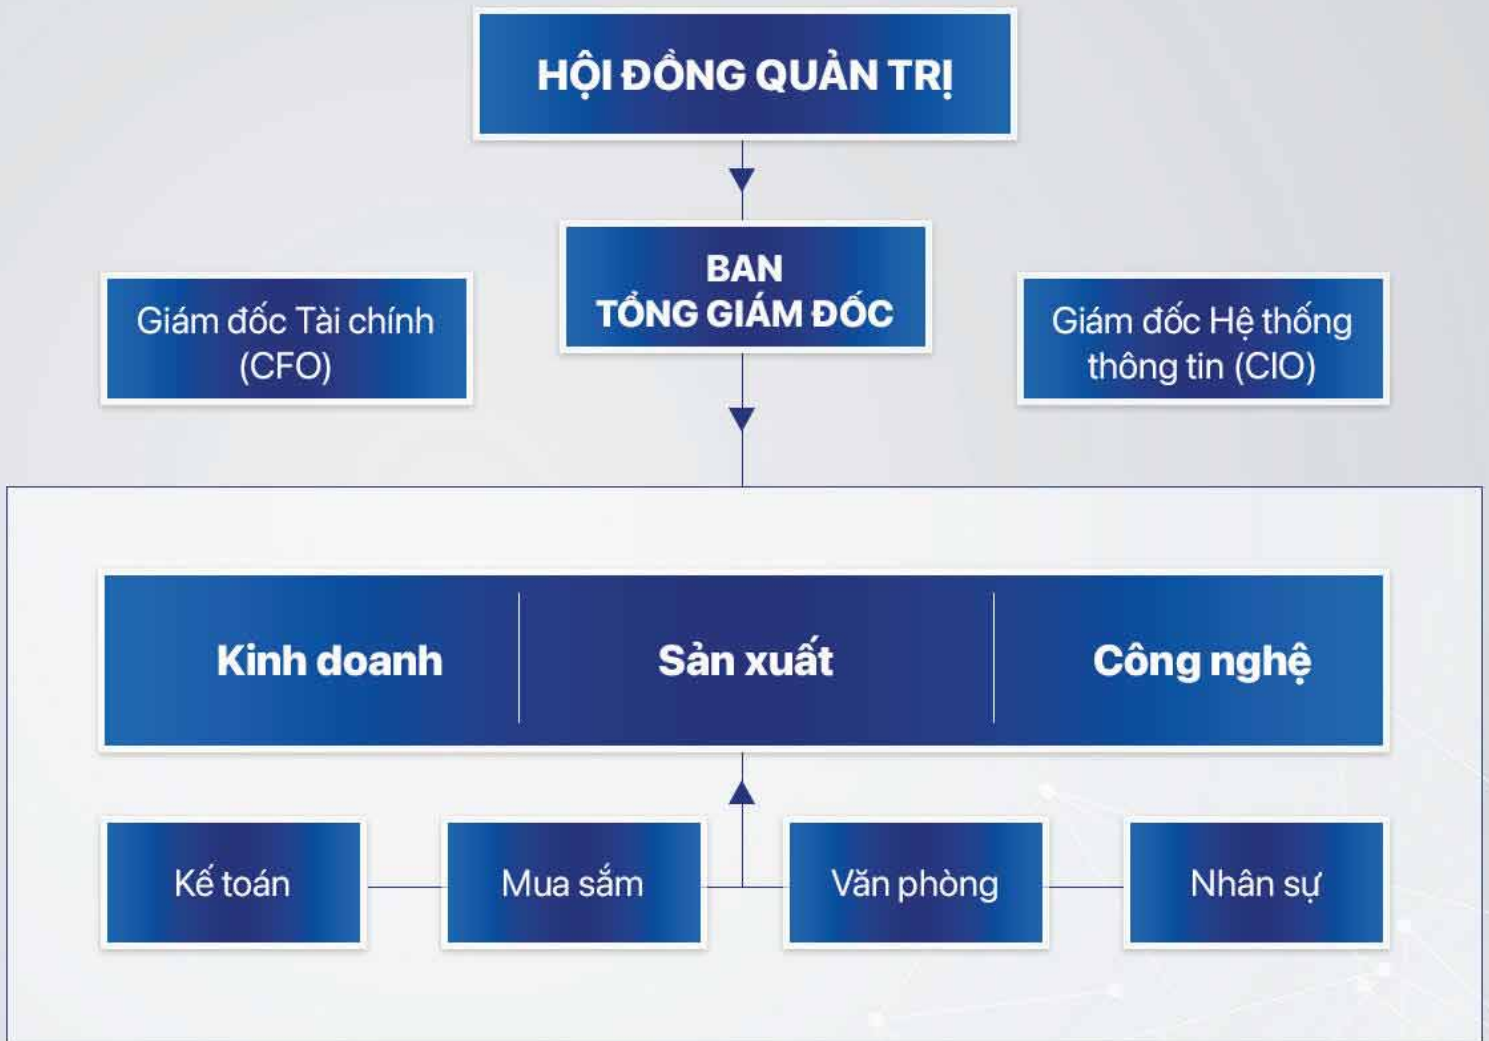 HỘI ĐỒNG QUẢN TRỊ
BAN
TỔNG GIÁM ĐỐC
Giám đốc Tài chính
(CFO)
Giám đốc Hệ thống
thông tin (CIO)
Kinh doanh
Sản xuất
Công nghệ
Kế toán
Mua sắm
Văn phòng
Nhân sự